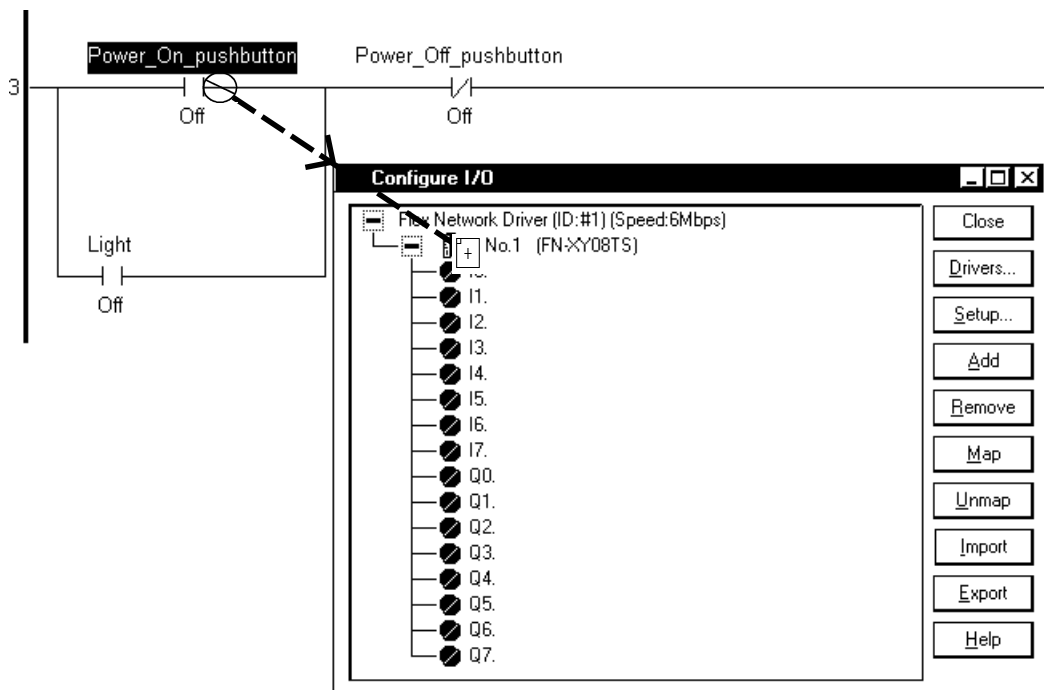 Power_On_pushbutton
Power_Off_pushbutton
3
Off
Off
Light
Off
Configure I/O
Flex Network Driver (ID:#1) (Speed:6Mbps)
No.1 (FN-XY08TS)
I0.
I1.
I2.
I3.
I4.
I5.
I6.
I7.
Q0.
Q1.
Q2.
Q3.
Q4.
Q5.
Q6.
Q7.
Close
Drivers...
Setup...
Add
Remove
Map
Unmap
Import
Export
Help